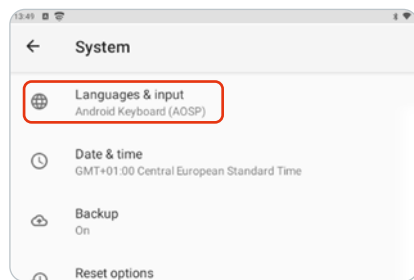 13:49
System
Languages & input
Android Keyboard (AOSP)
Date & time
GMT+01:00 Central European Standard Time
Backup
On
Reset options